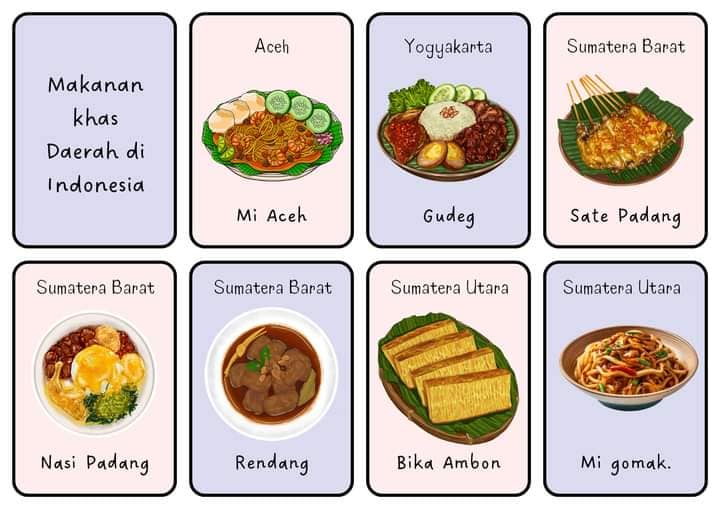 Makanan
khas
Daerah di
Indonesia
Aceh
Mi Aceh
Yogyakarta
Gudeg
Sumatera Barat
Sate Padang
Sumatera Barat
Nasi Padang
Sumatera Barat
Rendang
Sumatera Utara
Bika Ambon
Sumatera Utara
Mi gomak.